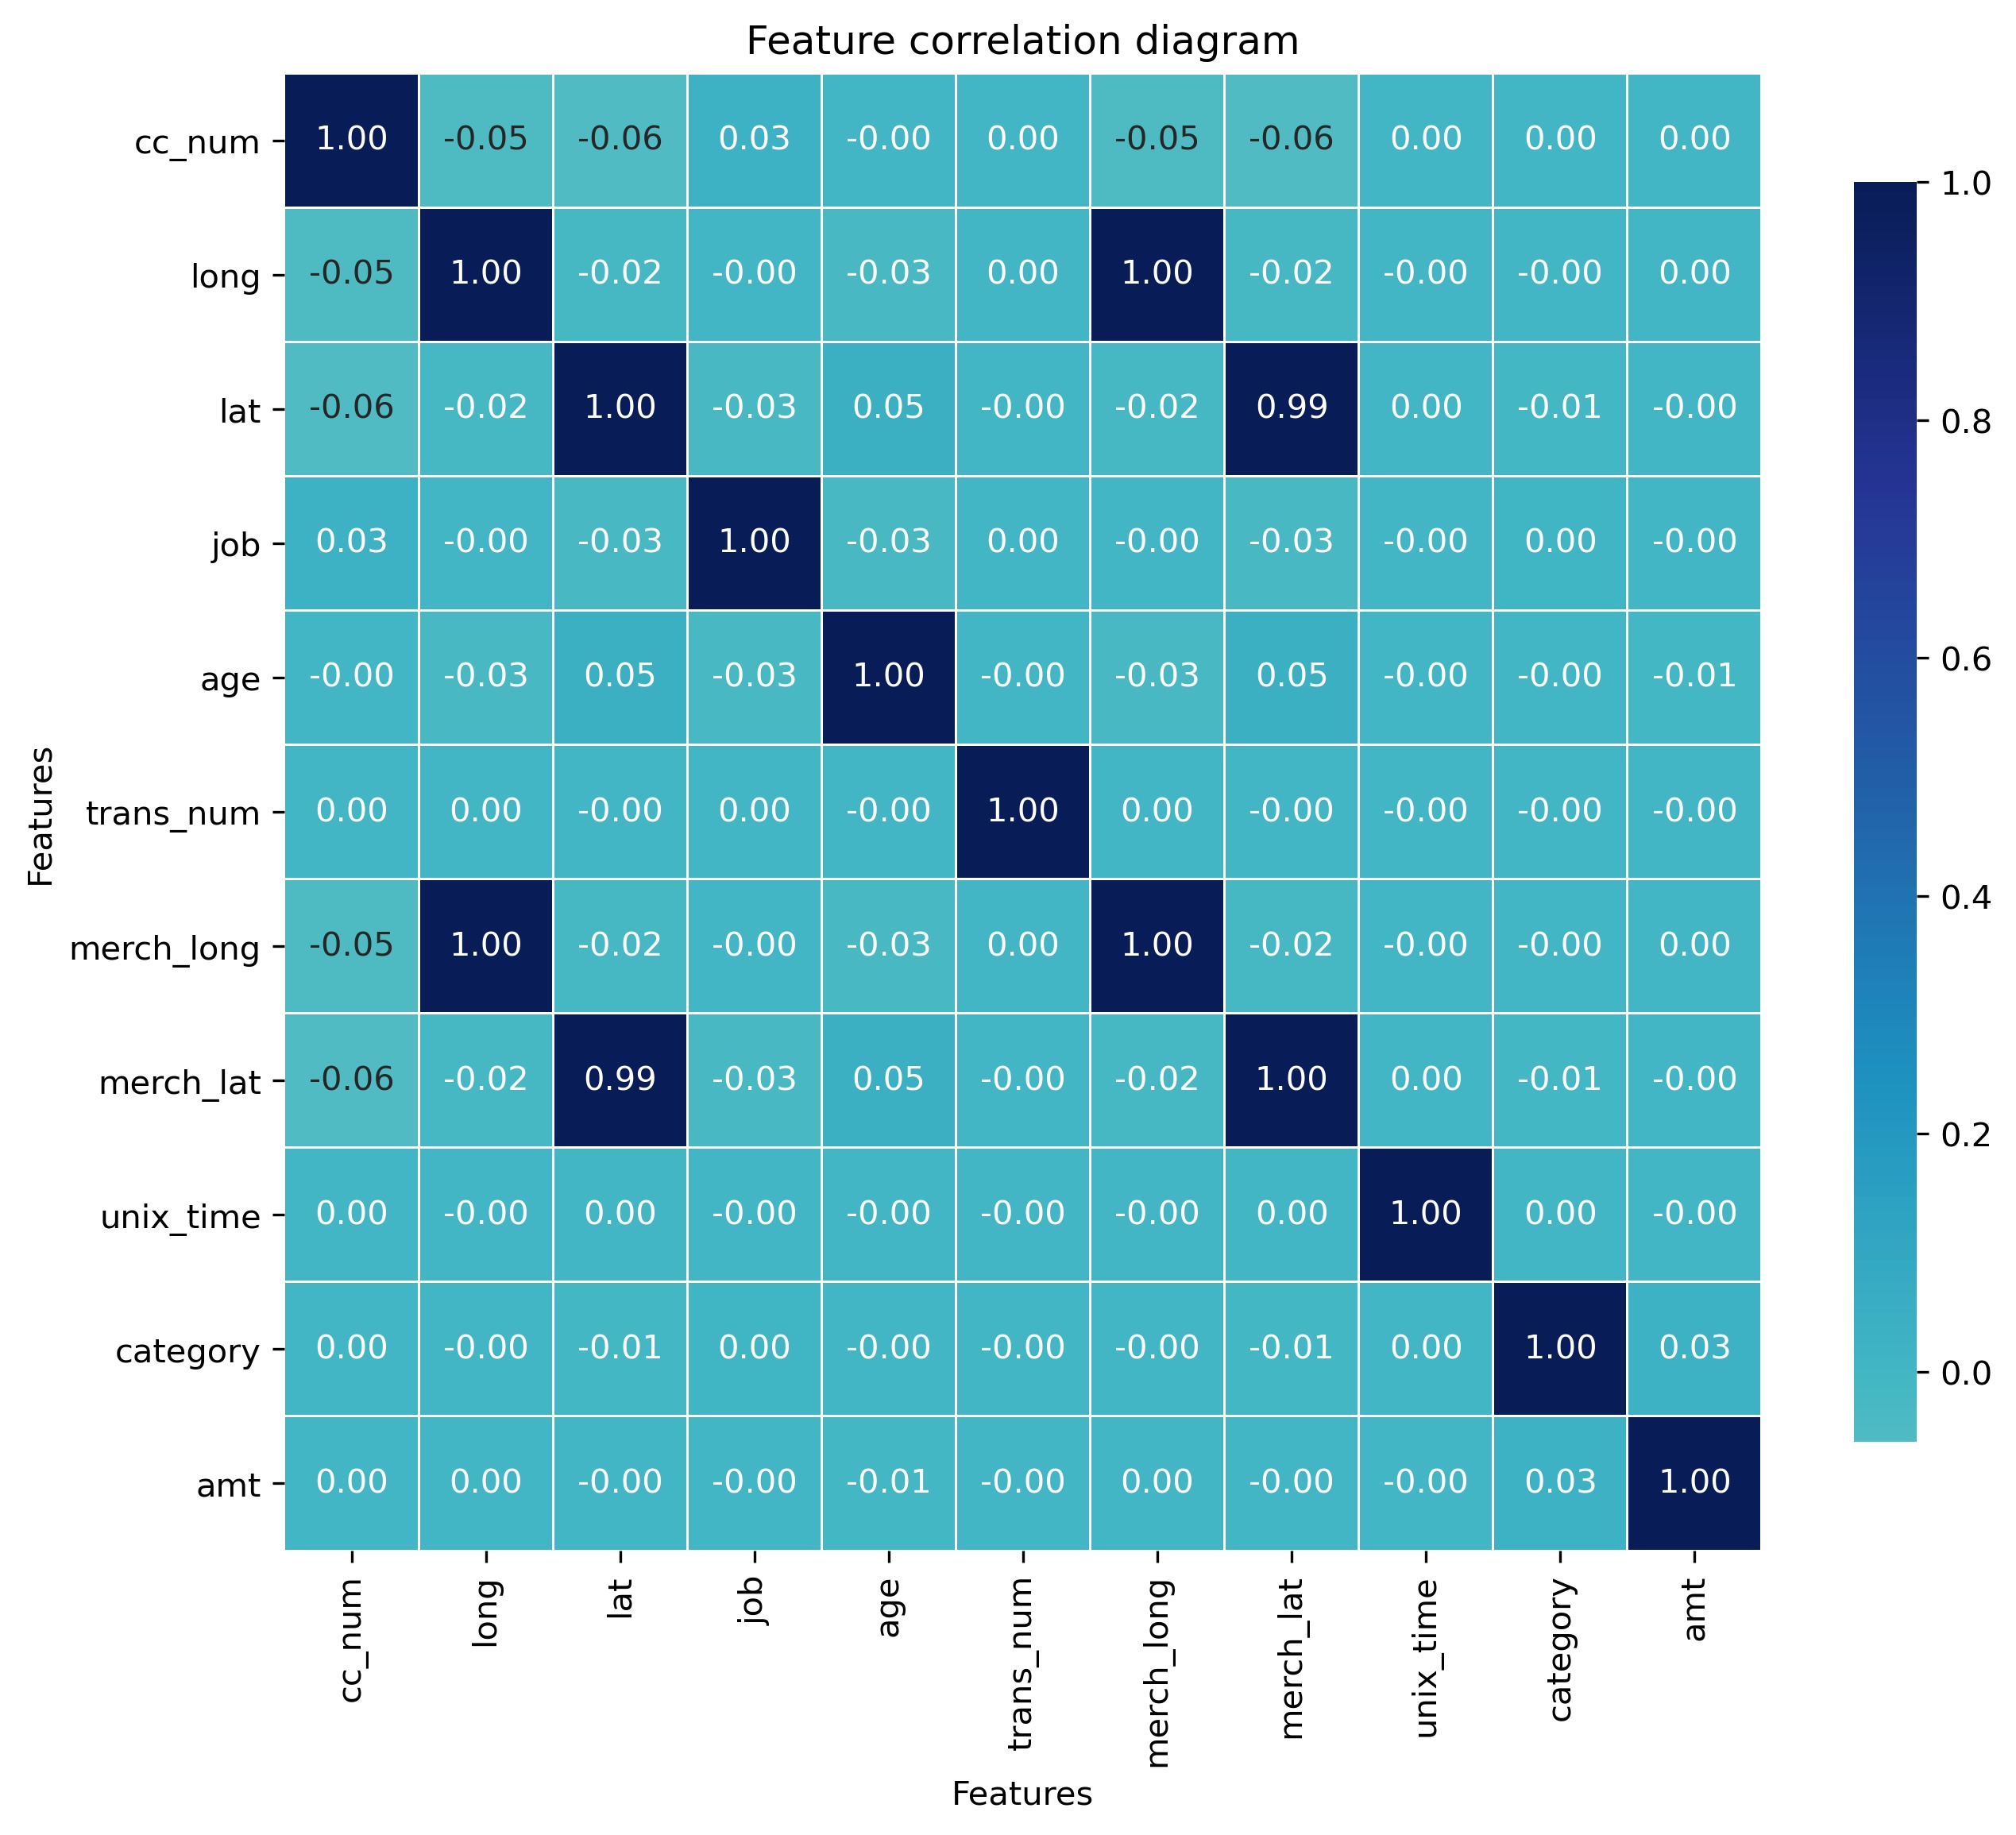 Feature correlation diagram
cc_num 1.00 -0.05 -0.06 0.03 -0.00 0.00 -0.05 -0.06 0.00 0.00 0.00
long -0.05 1.00 -0.02 -0.00 -0.03 0.00 1.00 -0.02 -0.00 -0.00 0.00
lat -0.06 -0.02 1.00 -0.03 0.05 -0.00 -0.02 0.99 0.00 -0.01 -0.00
job 0.03 -0.00 -0.03 1.00 -0.03 0.00 -0.00 -0.03 -0.00 0.00 -0.00
age -0.00 -0.03 0.05 -0.03 1.00 -0.00 -0.03 0.05 -0.00 -0.00 -0.01
trans_num 0.00 0.00 -0.00 0.00 -0.00 1.00 0.00 -0.00 -0.00 -0.00 -0.00
merch_long -0.05 1.00 -0.02 -0.00 -0.03 0.00 1.00 -0.02 -0.00 -0.00 0.00
merch_lat -0.06 -0.02 0.99 -0.03 0.05 -0.00 -0.02 1.00 0.00 -0.01 -0.00
unix_time 0.00 -0.00 0.00 -0.00 -0.00 -0.00 -0.00 0.00 1.00 0.00 -0.00
category 0.00 -0.00 -0.01 0.00 -0.00 -0.00 -0.00 -0.01 0.00 1.00 0.03
amt 0.00 0.00 -0.00 -0.00 -0.01 -0.00 0.00 -0.00 -0.00 0.03 1.00
cc_num long lat job age trans_num merch_long merch_lat unix_time category amt
Features
Features
1.0
0.8
0.6
0.4
0.2
0.0